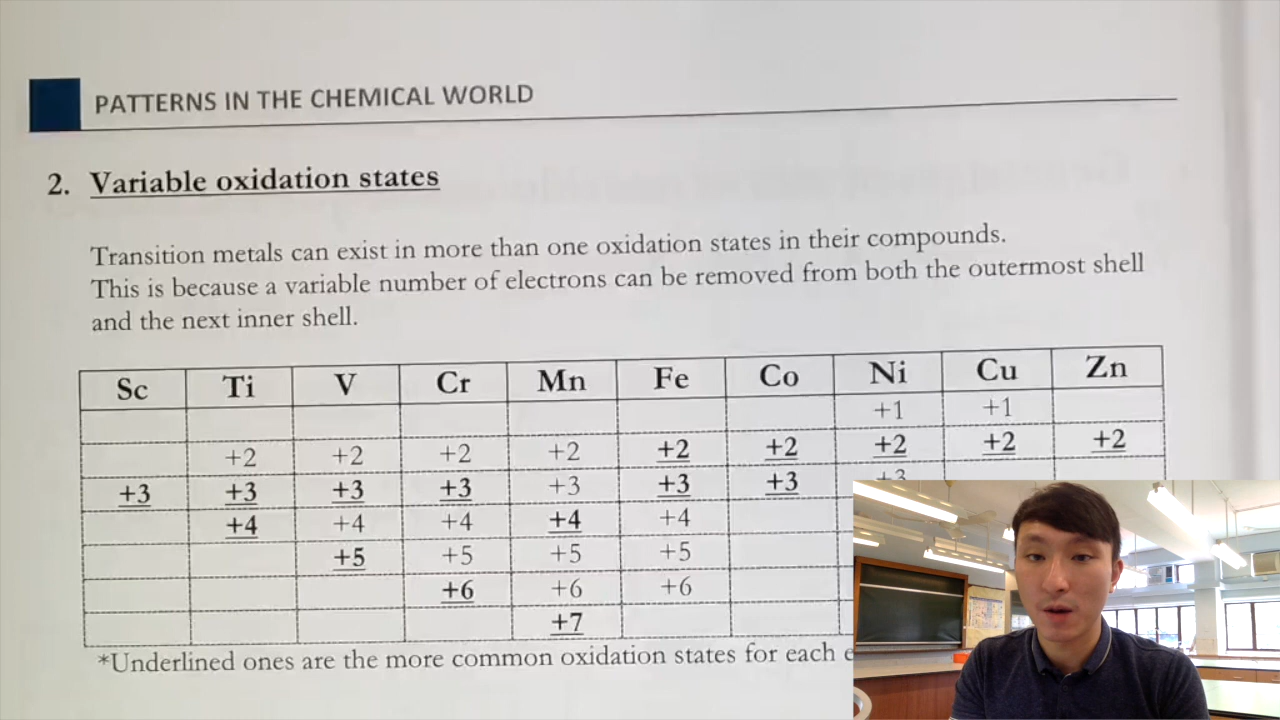 PATTERNS IN THE CHEMICAL WORLD
2. Variable oxidation states
Transition metals can exist in more than one oxidation states in their compounds.
This is because a variable number of electrons can be removed from both the outermost shell
and the next inner shell.
Sc Ti V Cr Mn Fe Co Ni Cu Zn
+1 +1
+2 +2 +2 +2 +2 +2 +2 +2 +2
+3 +3 +3 +3 +3 +3 +3 +3
+4 +4 +4 +4 +4
+5 +5 +5 +5
+6 +6 +6
+7
*Underlined ones are the more common oxidation states for each